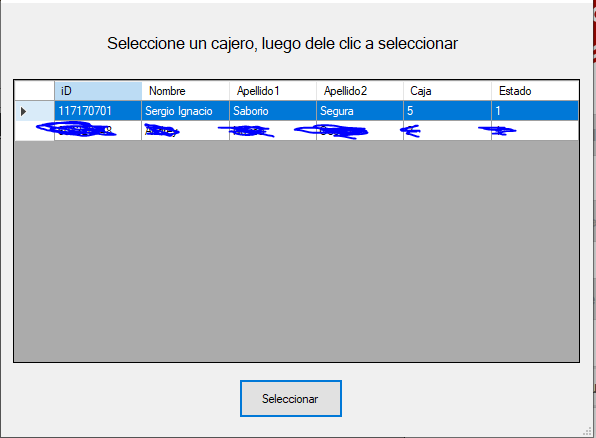 Seleccione un cajero, luego dele clic a seleccionar
iD Nombre Apellido1 Apellido2 Caja Estado
117170701 Sergio Ignacio Saborio Segura 5 1
Seleccionar